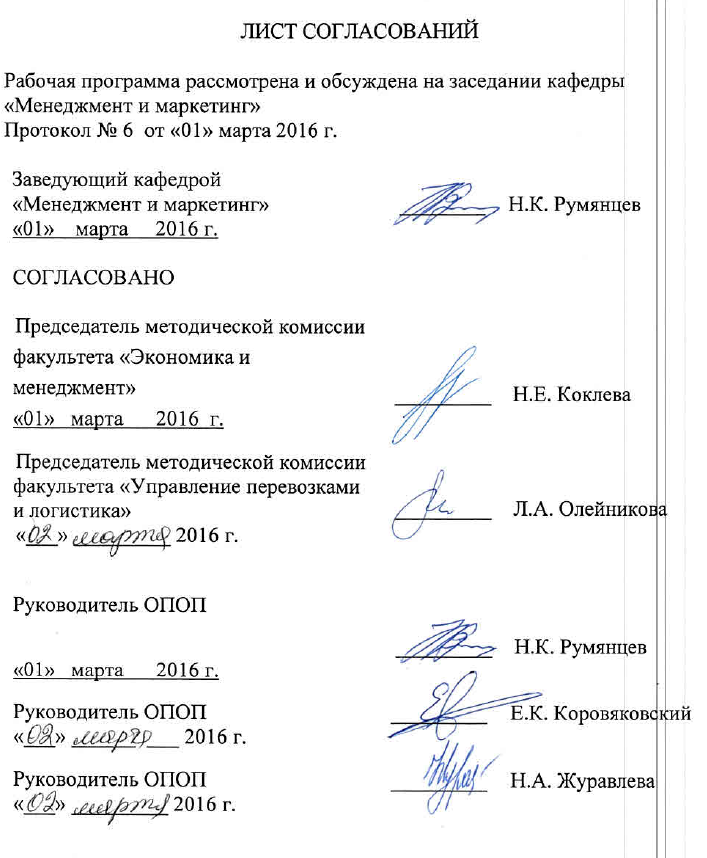 ЛИСТ СОГЛАСОВАНИЙ
Рабочая программа рассмотрена и обсуждена на заседании кафедры
«Менеджмент и маркетинг»
Протокол № 6 от «01» марта 2016 г.
Заведующий кафедрой
«Менеджмент и маркетинг» Н.К. Румянцев
«01» марта 2016 г.
СОГЛАСОВАНО
Председатель методической комиссии
факультета «Экономика и
менеджмент» Н.Е. Коклева
«01» марта 2016 г.
Председатель методической комиссии
факультета «Управление перевозками
и логистика» Л.А. Олейникова
«02» марта 2016 г.
Руководитель ОПОП
Н.К. Румянцев
«01» марта 2016 г.
Руководитель ОПОП Е.К. Коровяковский
«02» марта 2016 г.
Руководитель ОПОП Н.А. Журавлева
«02» марта 2016 г.